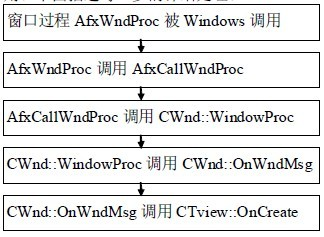 窗口过程 AfxWndProc 被 Windows 调用
AfxWndProc 调用 AfxCallWndProc
AfxCallWndProc 调用 CWnd::WindowProc
CWnd::WindowProc 调用 CWnd::OnWndMsg
CWnd::OnWndMsg 调用 CTview::OnCreate